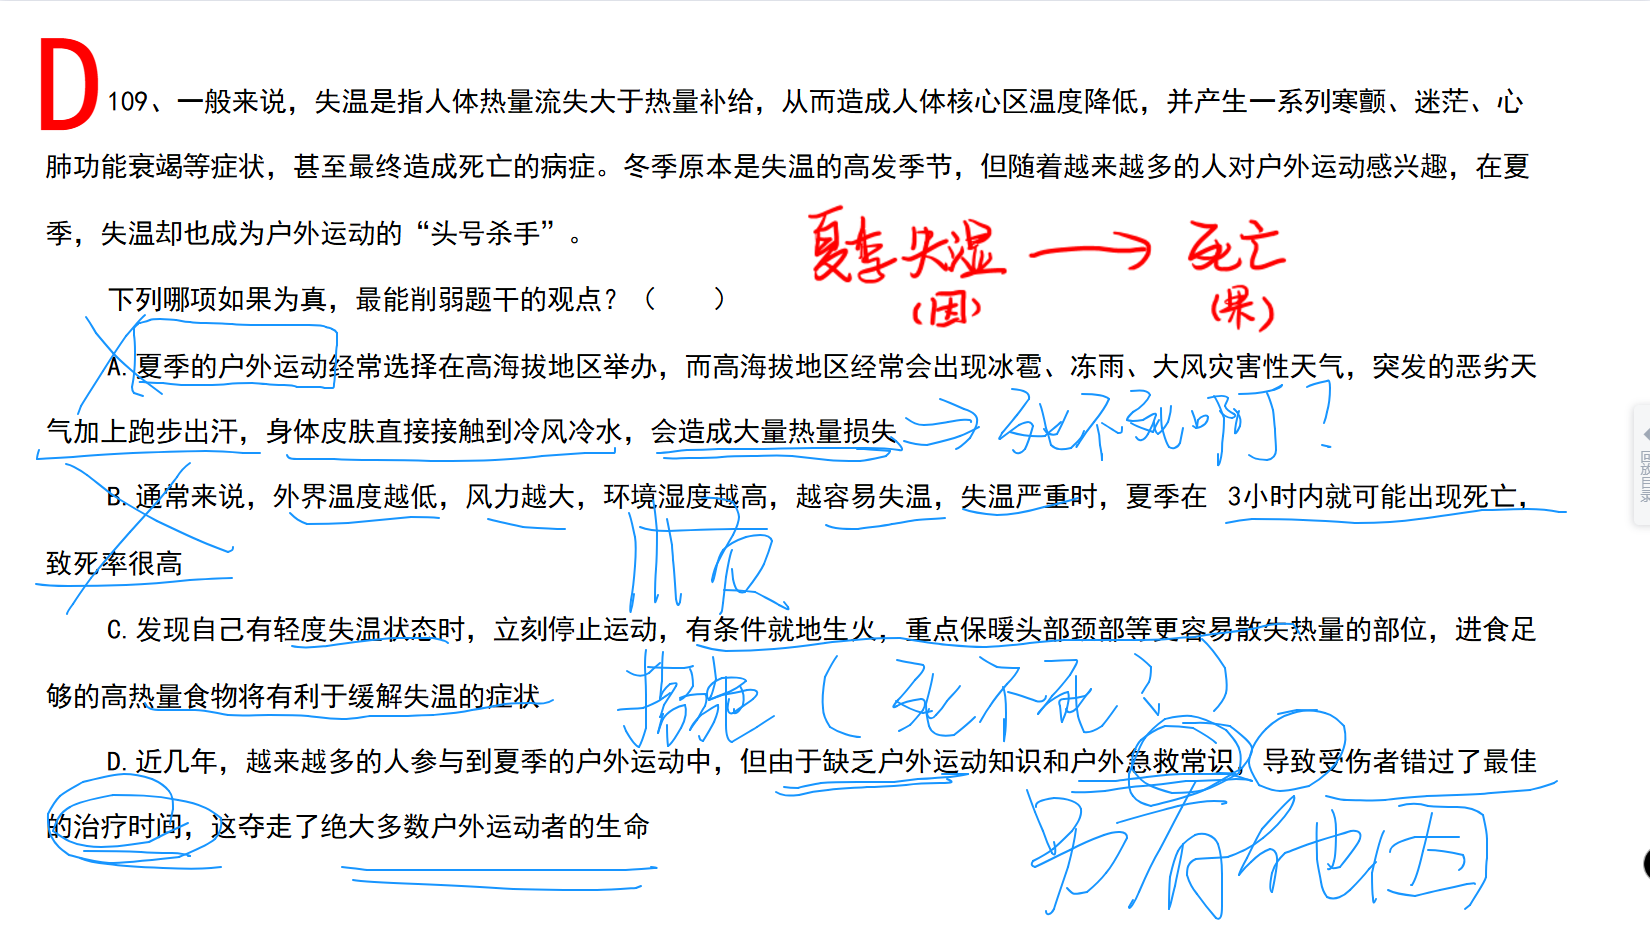 D
109、一般来说，失温是指人体热量流失大于热量补给，从而造成人体核心区温度降低，并产生一系列寒颤、迷茫、心
肺功能衰竭等症状，甚至最终造成死亡的病症。冬季原本是失温的高发季节，但随着越来越多的人对户外运动感兴趣，在夏
季，失温却也成为户外运动的“头号杀手”。
夏季失温 → 死亡
(因) (果)
下列哪项如果为真，最能削弱题干的观点？（　　）
A.夏季的户外运动经常选择在高海拔地区举办，而高海拔地区经常会出现冰雹、冻雨、大风灾害性天气，突发的恶劣天
气加上跑步出汗，身体皮肤直接接触到冷风冷水，会造成大量热量损失
⇒ 死不死啊？
B.通常来说，外界温度越低，风力越大，环境湿度越高，越容易失温，失温严重时，夏季在 3小时内就可能出现死亡，
致死率很高
C.发现自己有轻度失温状态时，立刻停止运动，有条件就地生火，重点保暖头部颈部等更容易散失热量的部位，进食足
够的高热量食物将有利于缓解失温的症状
措施（死不死？）
D.近几年，越来越多的人参与到夏季的户外运动中，但由于缺乏户外运动知识和户外急救常识，导致受伤者错过了最佳
的治疗时间，这夺走了绝大多数户外运动者的生命
另有他因
回放目录